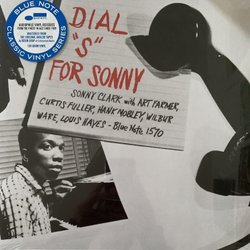 BLUE NOTE
CLASSIC VINYL SERIES
DIAL
"S"
FOR SONNY
SONNY CLARK with ART FARMER,
CURTIS FULLER, HANK MOBLEY, WILBUR
WARE, LOUIS HAYES - Blue Note 1570